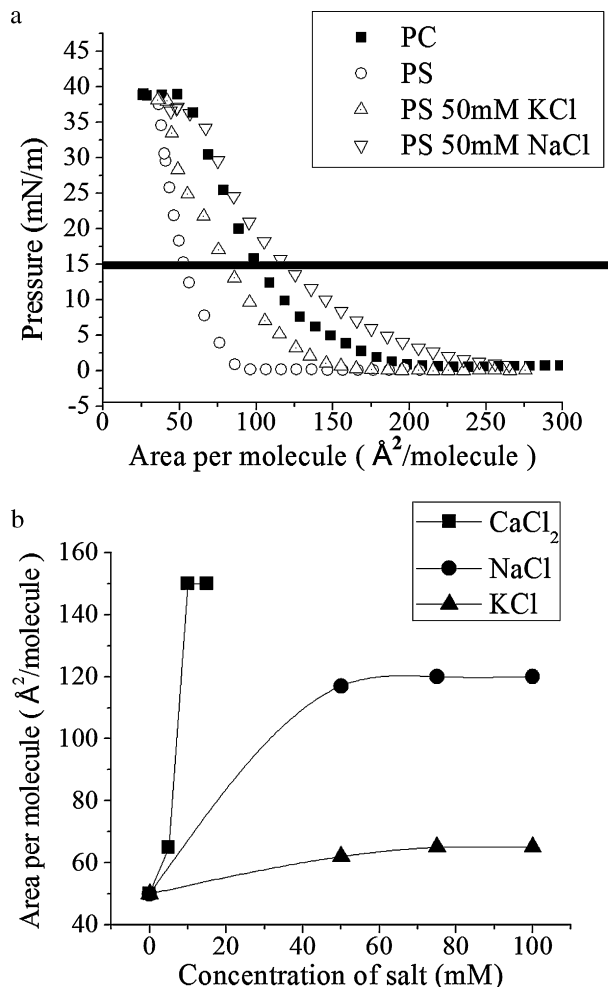 a
PC
PS
PS 50mM KCl
PS 50mM NaCl
45
40
35
30
25
20
15
10
5
0
-5
Pressure (mN/m)
0 50 100 150 200 250 300
Area per molecule ( Å²/molecule )
b
CaCl₂
NaCl
KCl
160
140
120
100
80
60
40
Area per molecule ( Å²/molecule)
0 20 40 60 80 100
Concentration of salt (mM)